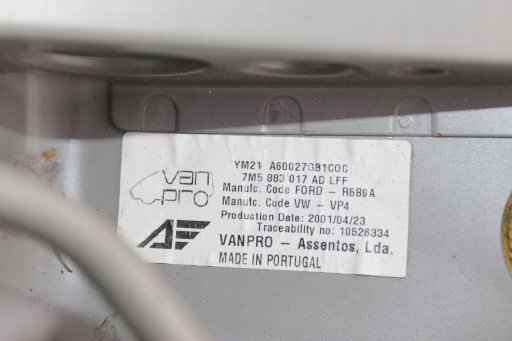 van
pro
YM21 A60027GB1C0C
7M5 883 017 AD LFF
Manufc. Code FORD - R6B9A
Manufc. Code VW - VP4
Production Date: 2001/04/23
Traceability no: 10526334
VANPRO - Assentos, Lda.
MADE IN PORTUGAL